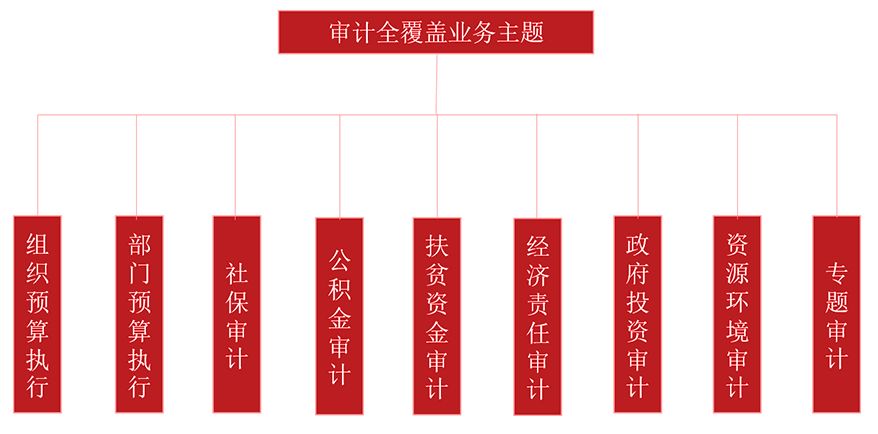 审计全覆盖业务主题
组织预算执行
部门预算执行
社保审计
公积金审计
扶贫资金审计
经济责任审计
政府投资审计
资源环境审计
专题审计